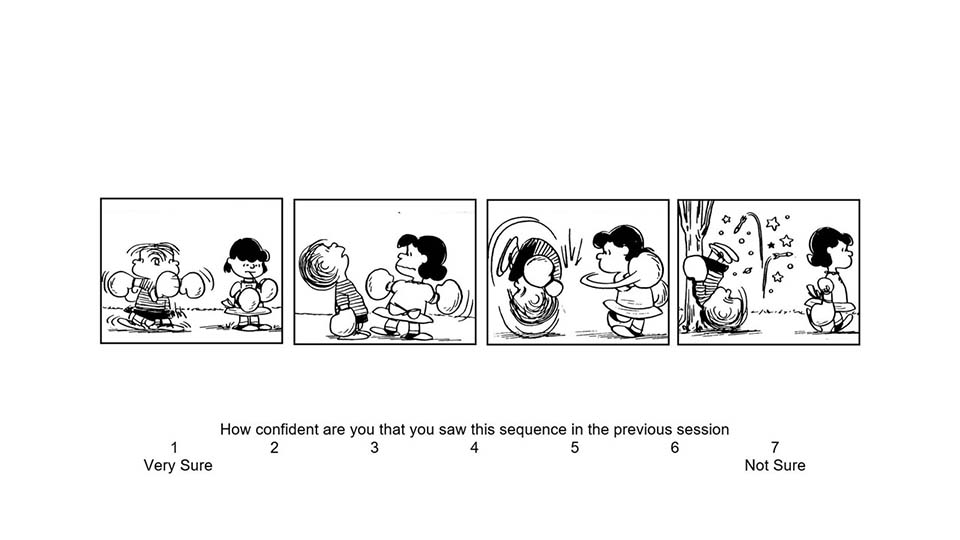 How confident are you that you saw this sequence in the previous session
1 2 3 4 5 6 7
Very Sure Not Sure